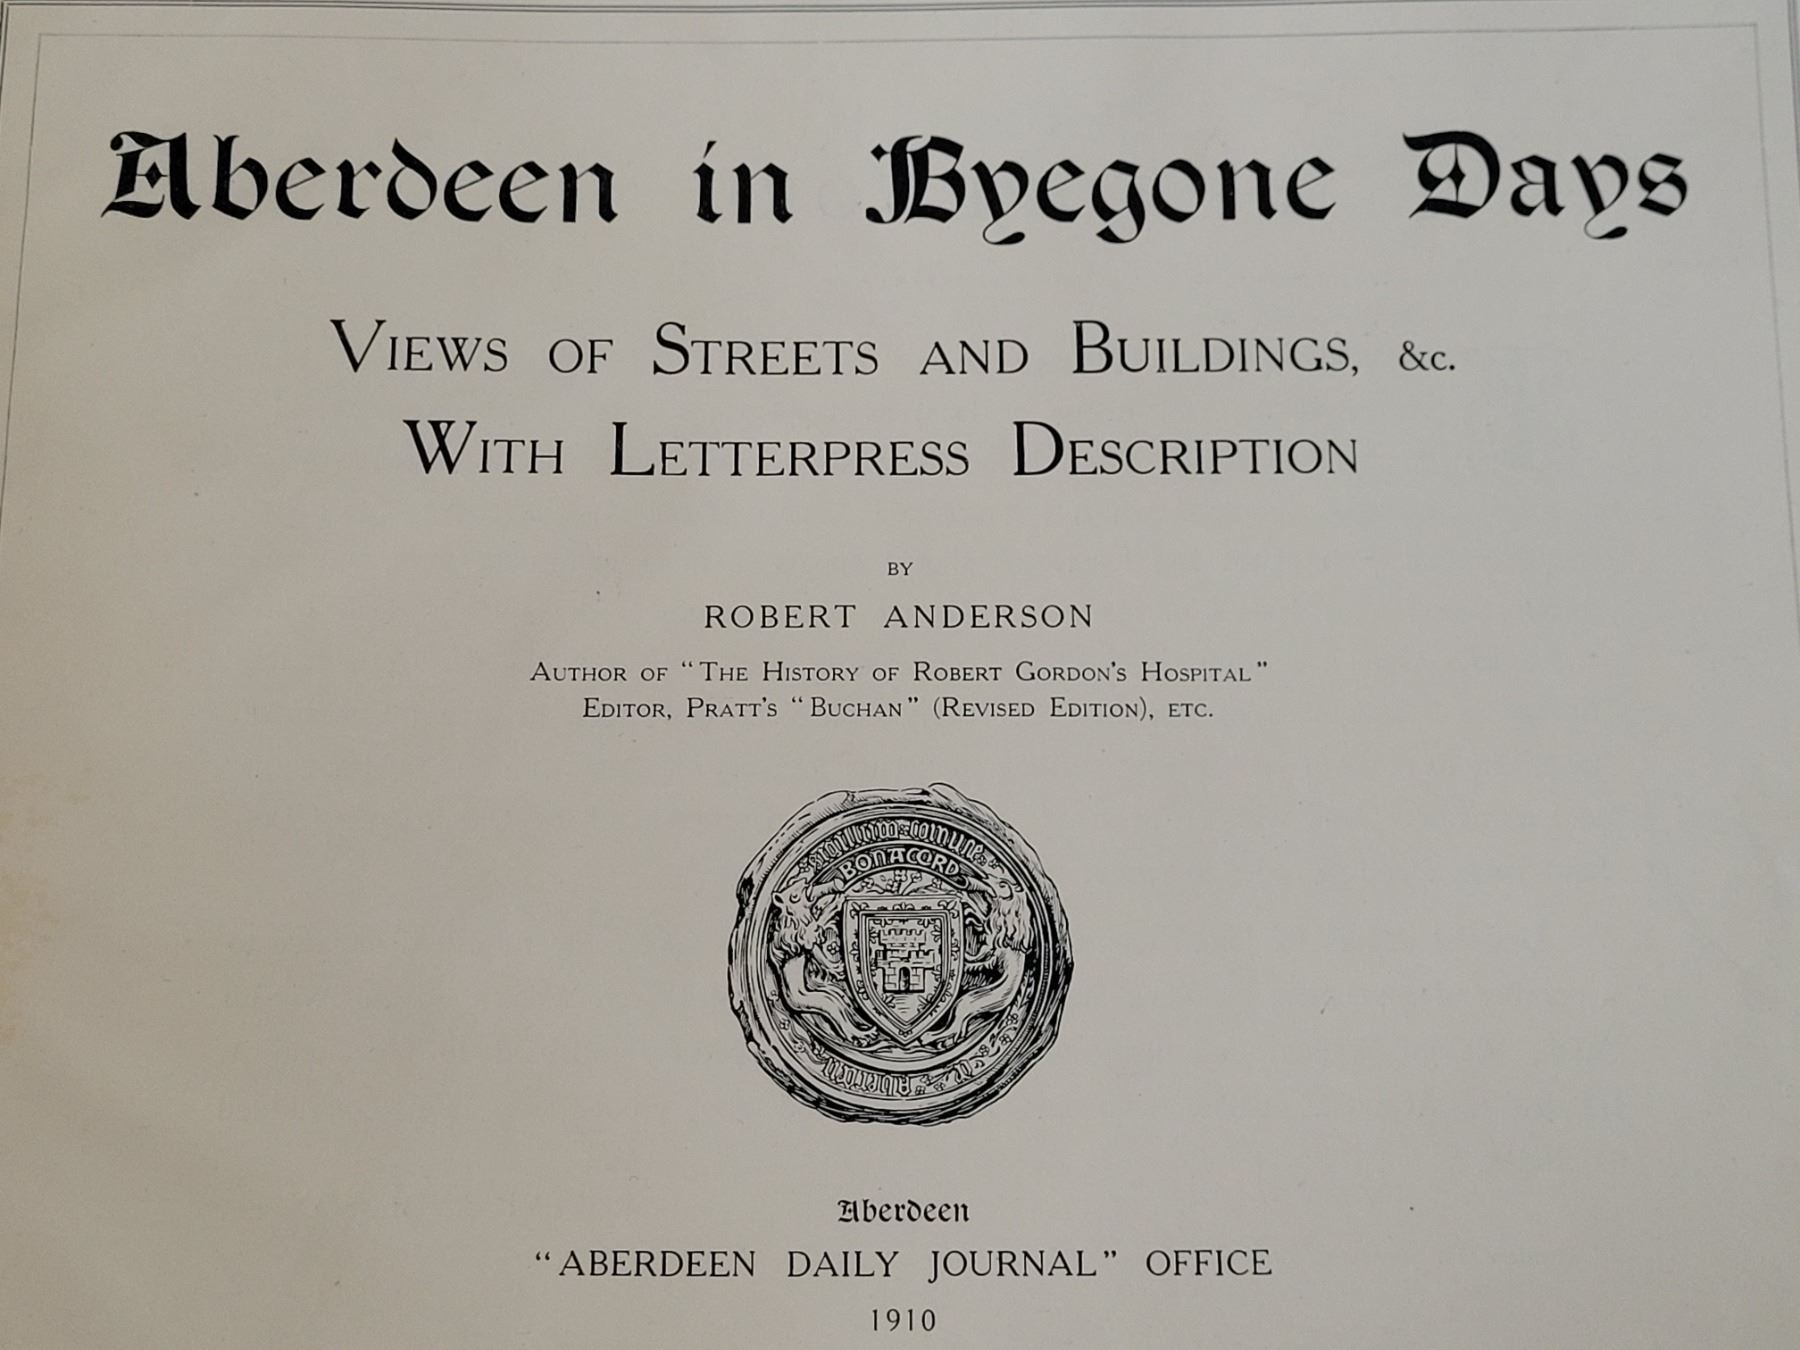 Aberdeen in Byegone Days
VIEWS OF STREETS AND BUILDINGS, &c.
WITH LETTERPRESS DESCRIPTION
BY
ROBERT ANDERSON
AUTHOR OF “THE HISTORY OF ROBERT GORDON'S HOSPITAL”
EDITOR, PRATT'S “BUCHAN” (REVISED EDITION), ETC.
BONACORD
Aberdeen
“ABERDEEN DAILY JOURNAL” OFFICE
1910